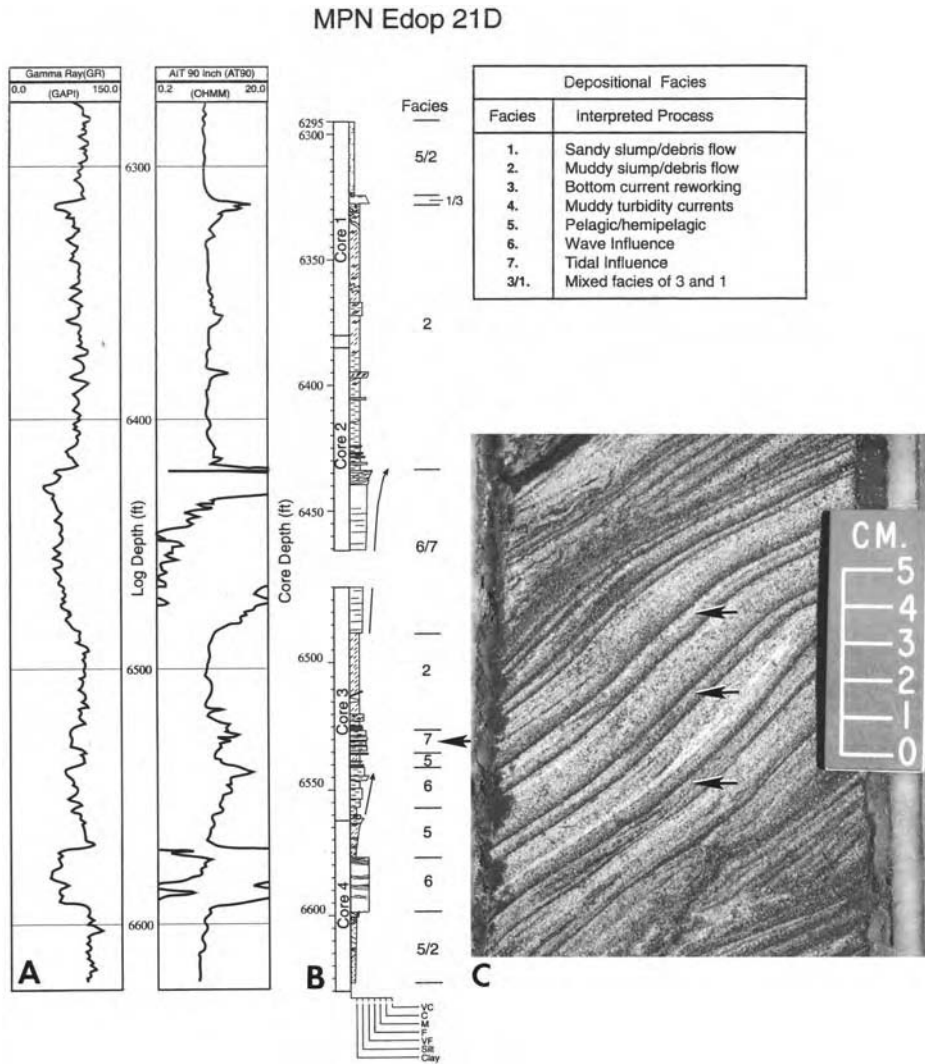 MPN Edop 21D
Gamma Ray(GR)
0.0 150.0
(GAPI)
AIT 90 Inch (AT90)
0.2 20.0
(OHMM)
Log Depth (ft)
6300
6400
6500
6600
A
Core Depth (ft)
6295
6300
6350
6400
6450
6500
6550
6600
Core 1
Core 2
Core 3
Core 4
B
Facies
5/2
1/3
2
6/7
2
7
5
6
5
6
5/2
VC
C
M
F
VF
Silt
Clay
Depositional Facies
Facies Interpreted Process
1. Sandy slump/debris flow
2. Muddy slump/debris flow
3. Bottom current reworking
4. Muddy turbidity currents
5. Pelagic/hemipelagic
6. Wave Influence
7. Tidal Influence
3/1. Mixed facies of 3 and 1
CM.
5
4
3
2
1
0
C